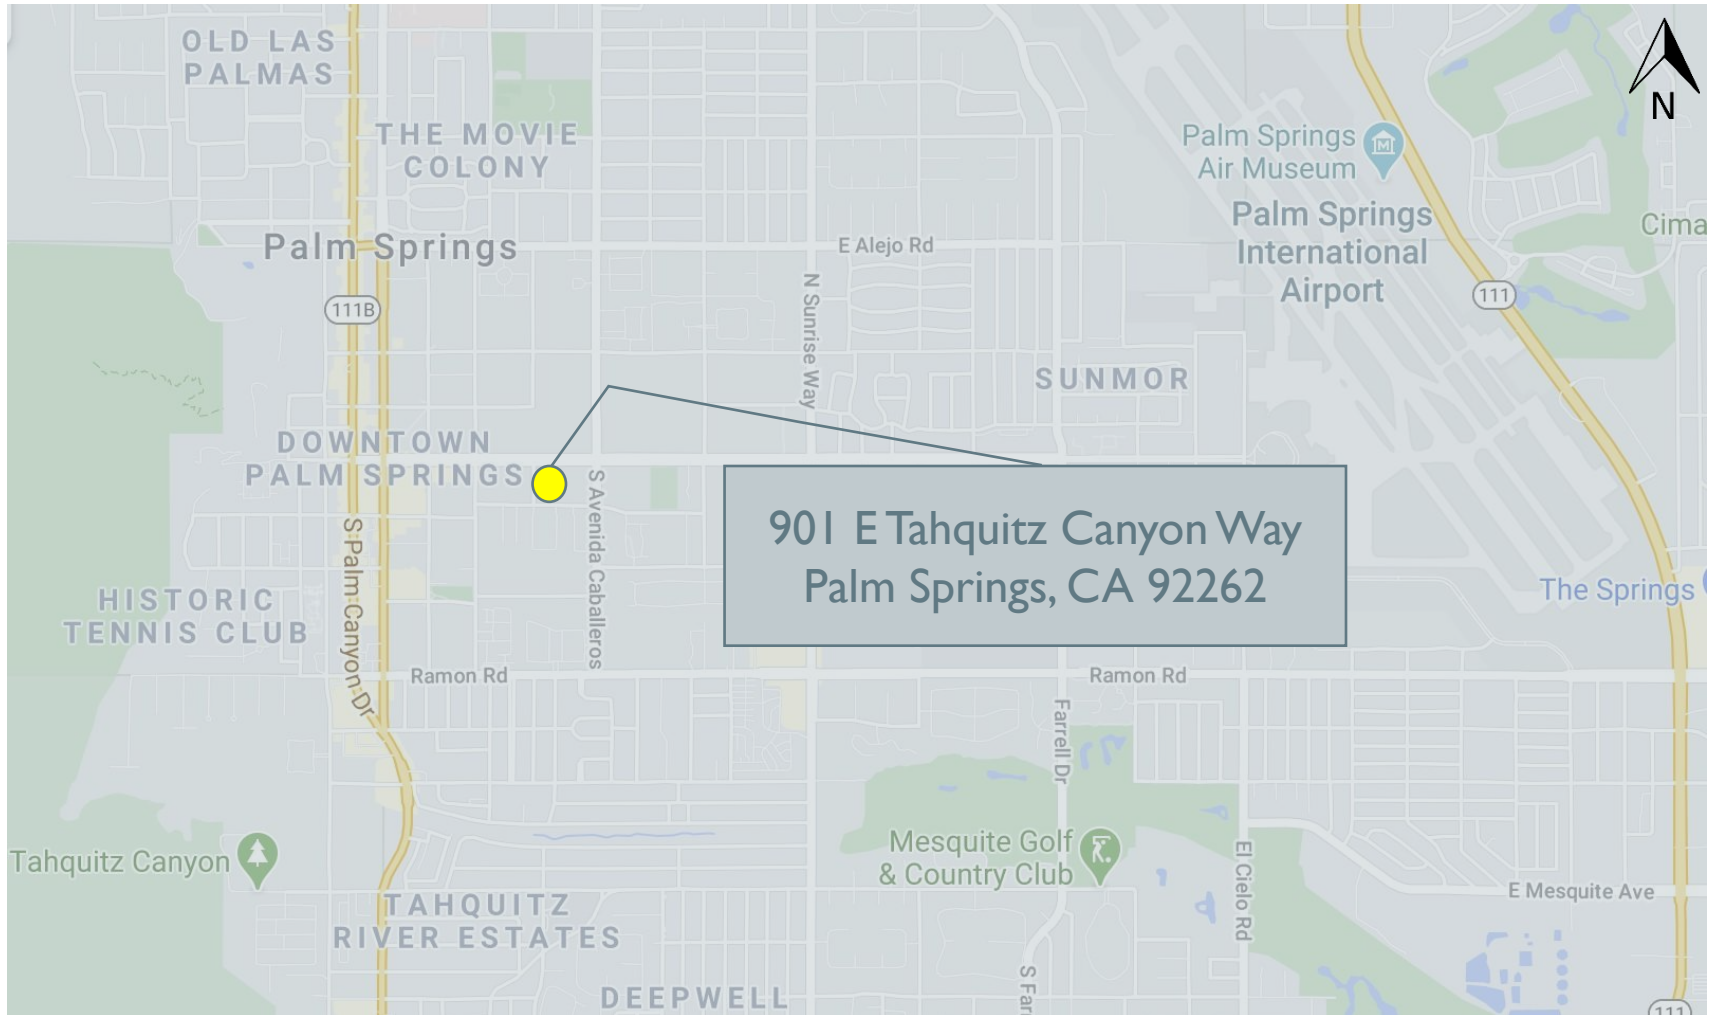 OLD LAS
PALMAS
N
THE MOVIE
COLONY
Palm Springs
Air Museum
Palm Springs
International
Airport
Cima
Palm Springs
E Alejo Rd
111B
111
N Sunrise Way
SUNMOR
DOWNTOWN
PALM SPRINGS
S Avenida Caballeros
S Palm Canyon Dr
901 E Tahquitz Canyon Way
Palm Springs, CA 92262
HISTORIC
TENNIS CLUB
The Springs
Ramon Rd
Ramon Rd
Farrell Dr
Tahquitz Canyon
Mesquite Golf
& Country Club
El Cielo Rd
E Mesquite Ave
TAHQUITZ
RIVER ESTATES
S Far
DEEPWELL
111